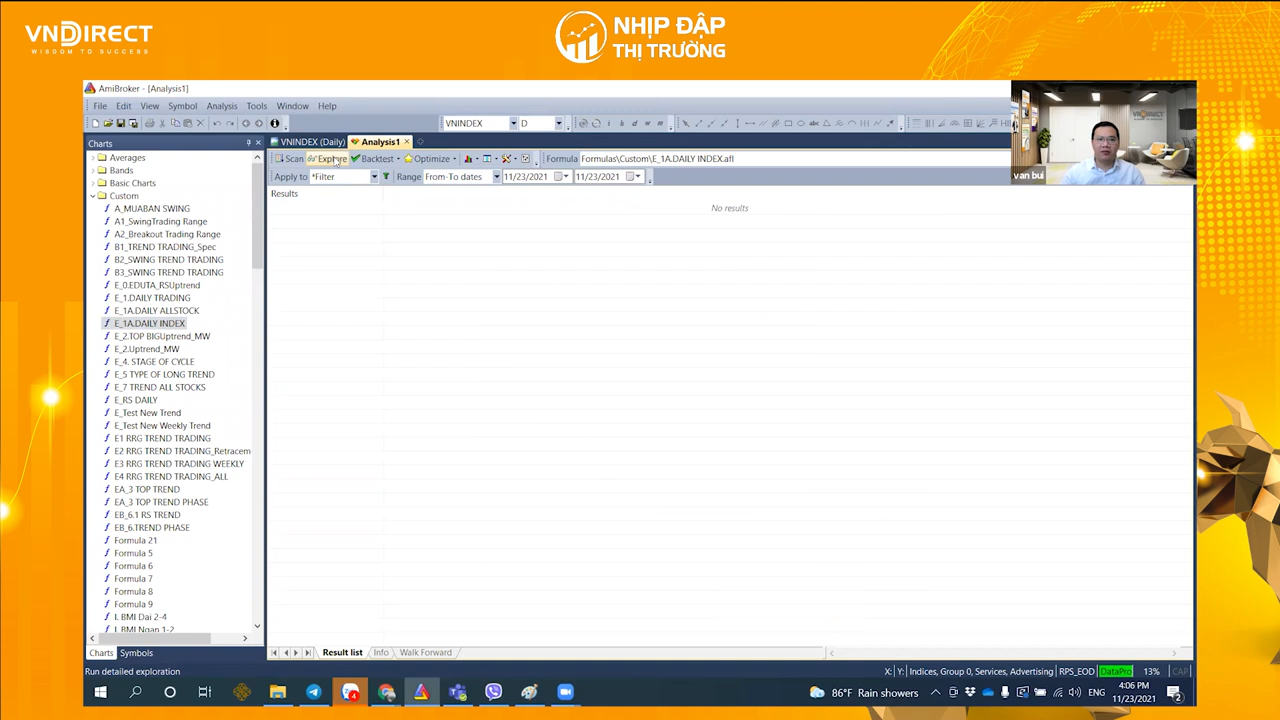 VNDIRECT
WISDOM TO SUCCESS
NHỊP ĐẬP
THỊ TRƯỜNG
AmiBroker - [Analysis1]
File Edit View Symbol Analysis Tools Window Help
VNINDEX D
Charts
VNINDEX (Daily) Analysis1
Scan Explore Backtest Optimize Formula Formulas\Custom\E_1A.DAILY INDEX.afl
Apply to *Filter Range From-To dates 11/23/2021 11/23/2021
van bui
Results
No results
Averages
Bands
Basic Charts
Custom
A_MUABAN SWING
A1_SwingTrading Range
A2_Breakout Trading Range
B1_TREND TRADING_Spec
B2_SWING TREND TRADING
B3_SWING TREND TRADING
E_0.EDUTA_RSUptrend
E_1.DAILY TRADING
E_1A.DAILY ALLSTOCK
E_1A.DAILY INDEX
E_2.TOP BIGUptrend_MW
E_2.Uptrend_MW
E_4. STAGE OF CYCLE
E_5 TYPE OF LONG TREND
E_7 TREND ALL STOCKS
E_RS DAILY
E_Test New Trend
E_Test New Weekly Trend
E1 RRG TREND TRADING
E2 RRG TREND TRADING_Retracem
E3 RRG TREND TRADING WEEKLY
E4 RRG TREND TRADING_ALL
EA_3 TOP TREND
EA_3 TOP TREND PHASE
EB_6.1 RS TREND
EB_6.TREND PHASE
Formula 21
Formula 5
Formula 6
Formula 7
Formula 8
Formula 9
I. BMI Dai 2-4
I. BMI Ngan 1-2
Charts Symbols
Result list Info Walk Forward
Run detailed exploration
X: Y: Indices, Group 0, Services, Advertising RPS_EOD DataPro 13% CAP
86°F Rain showers ENG
4:06 PM
11/23/2021
4
2